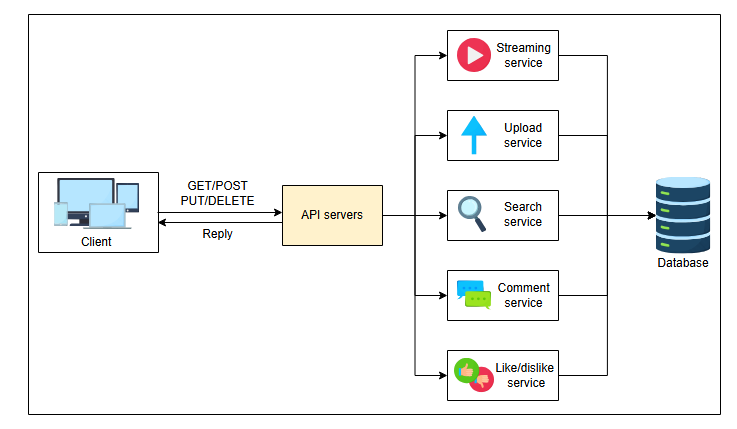 Streaming
service
Upload
service
GET/POST
PUT/DELETE
API servers
Reply
Client
Search
service
Database
Comment
service
Like/dislike
service